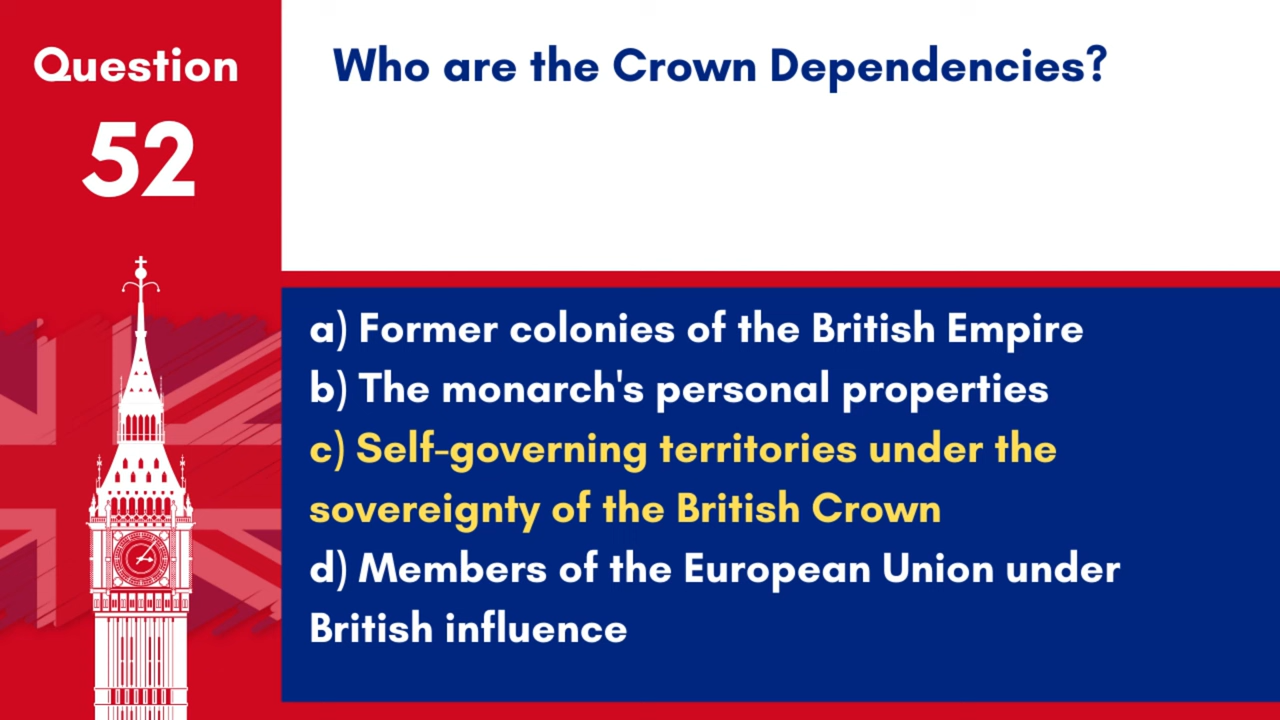 Question
52
Who are the Crown Dependencies?
a) Former colonies of the British Empire
b) The monarch's personal properties
c) Self-governing territories under the
sovereignty of the British Crown
d) Members of the European Union under
British influence